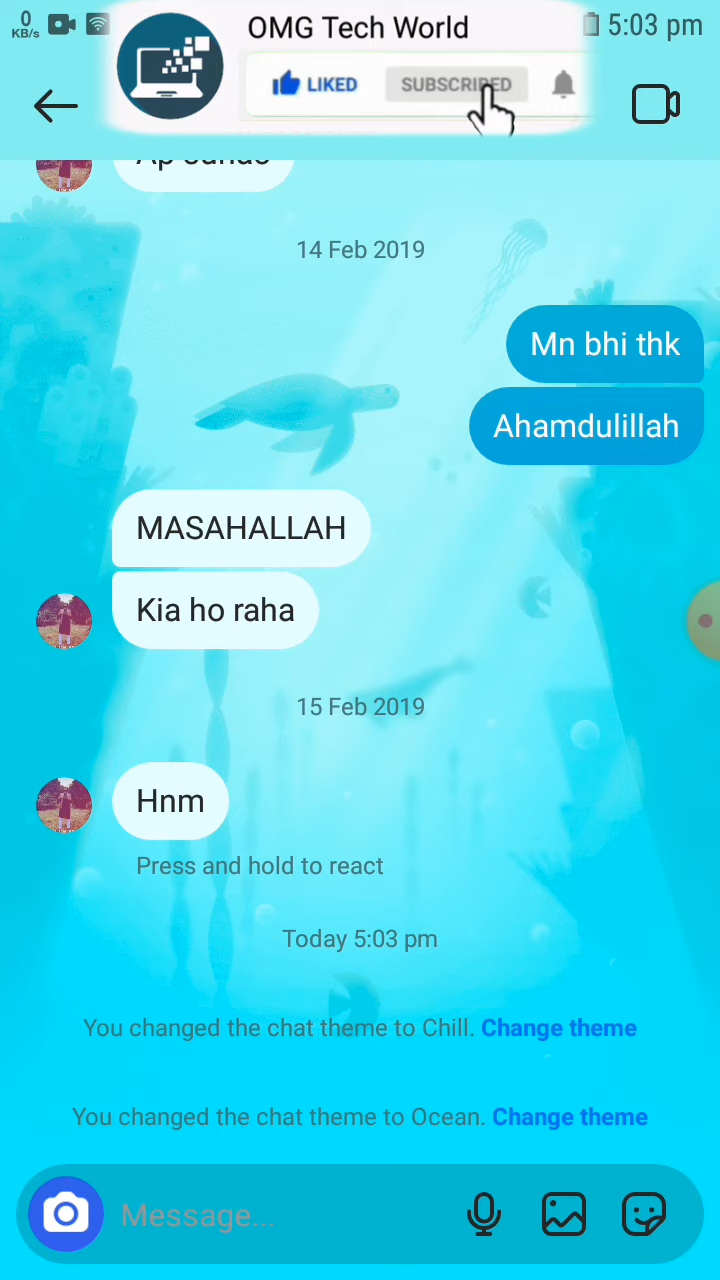 0
KB/s
OMG Tech World
5:03 pm
LIKED
SUBSCRIBED
14 Feb 2019
Mn bhi thk
Ahamdulillah
MASAHALLAH
Kia ho raha
15 Feb 2019
Hnm
Press and hold to react
Today 5:03 pm
You changed the chat theme to Chill. Change theme
You changed the chat theme to Ocean. Change theme
Message...